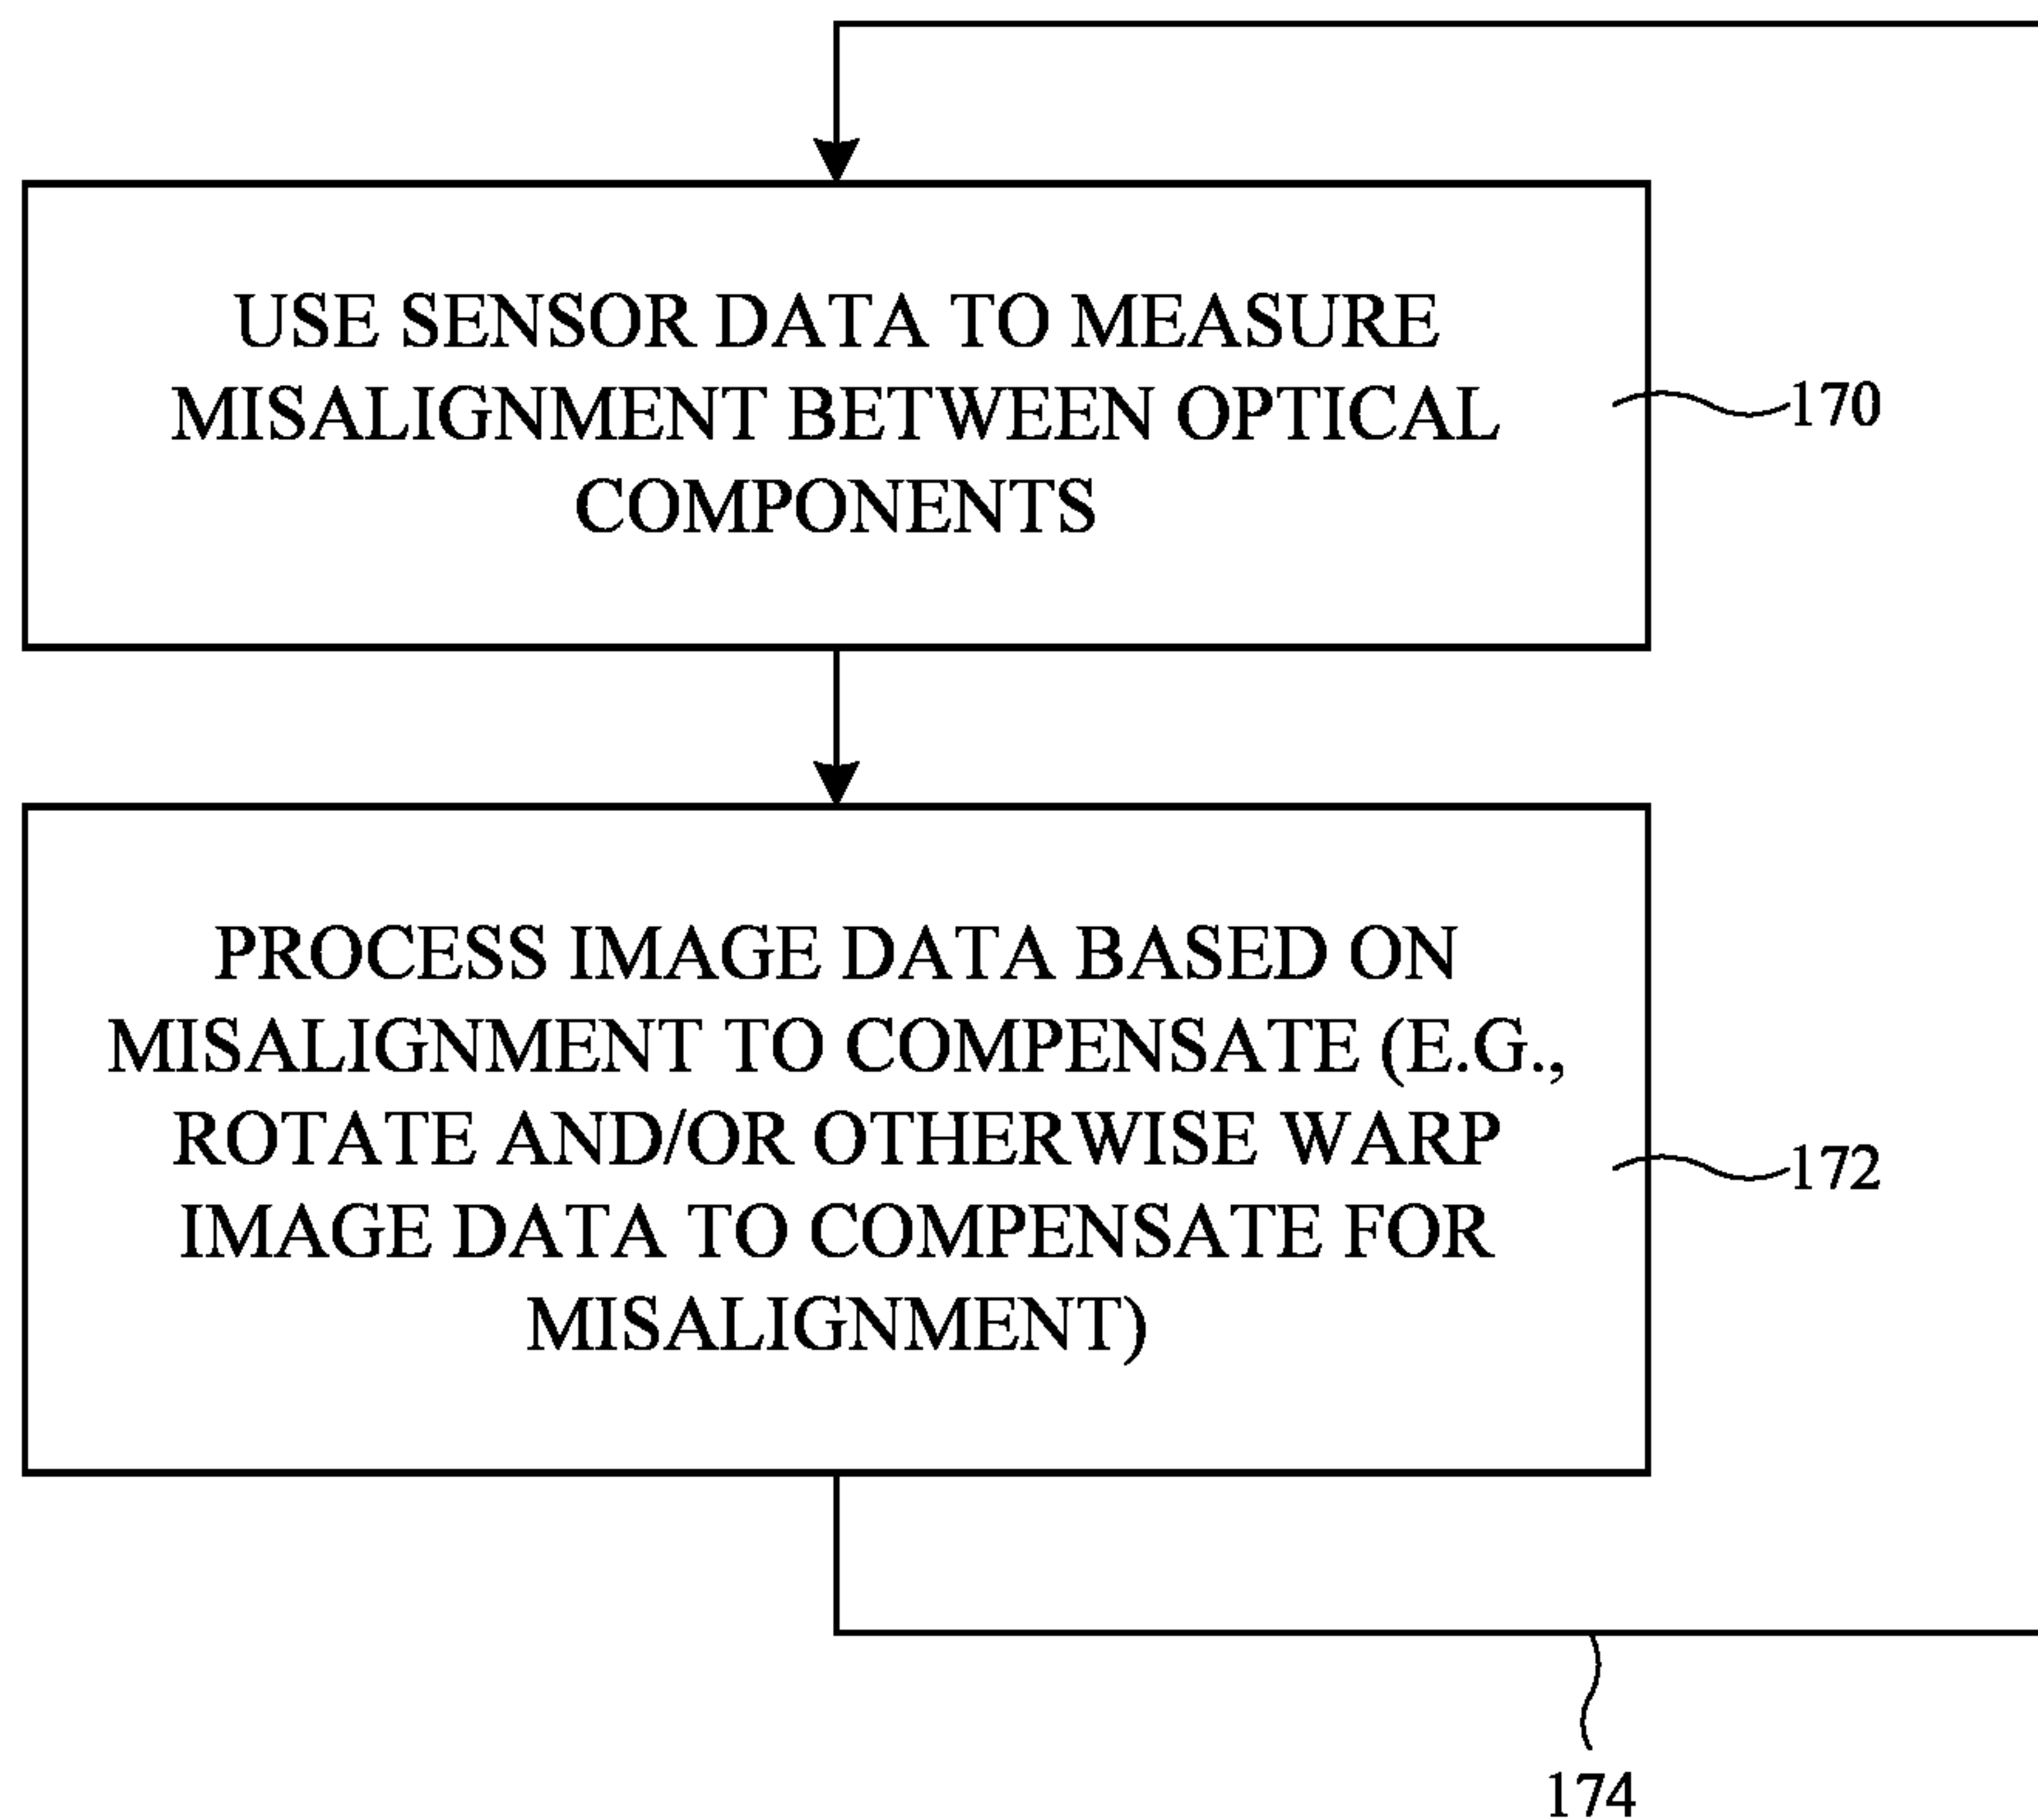 USE SENSOR DATA TO MEASURE
MISALIGNMENT BETWEEN OPTICAL
COMPONENTS
170
PROCESS IMAGE DATA BASED ON
MISALIGNMENT TO COMPENSATE (E.G.,
ROTATE AND/OR OTHERWISE WARP
IMAGE DATA TO COMPENSATE FOR
MISALIGNMENT)
172
174